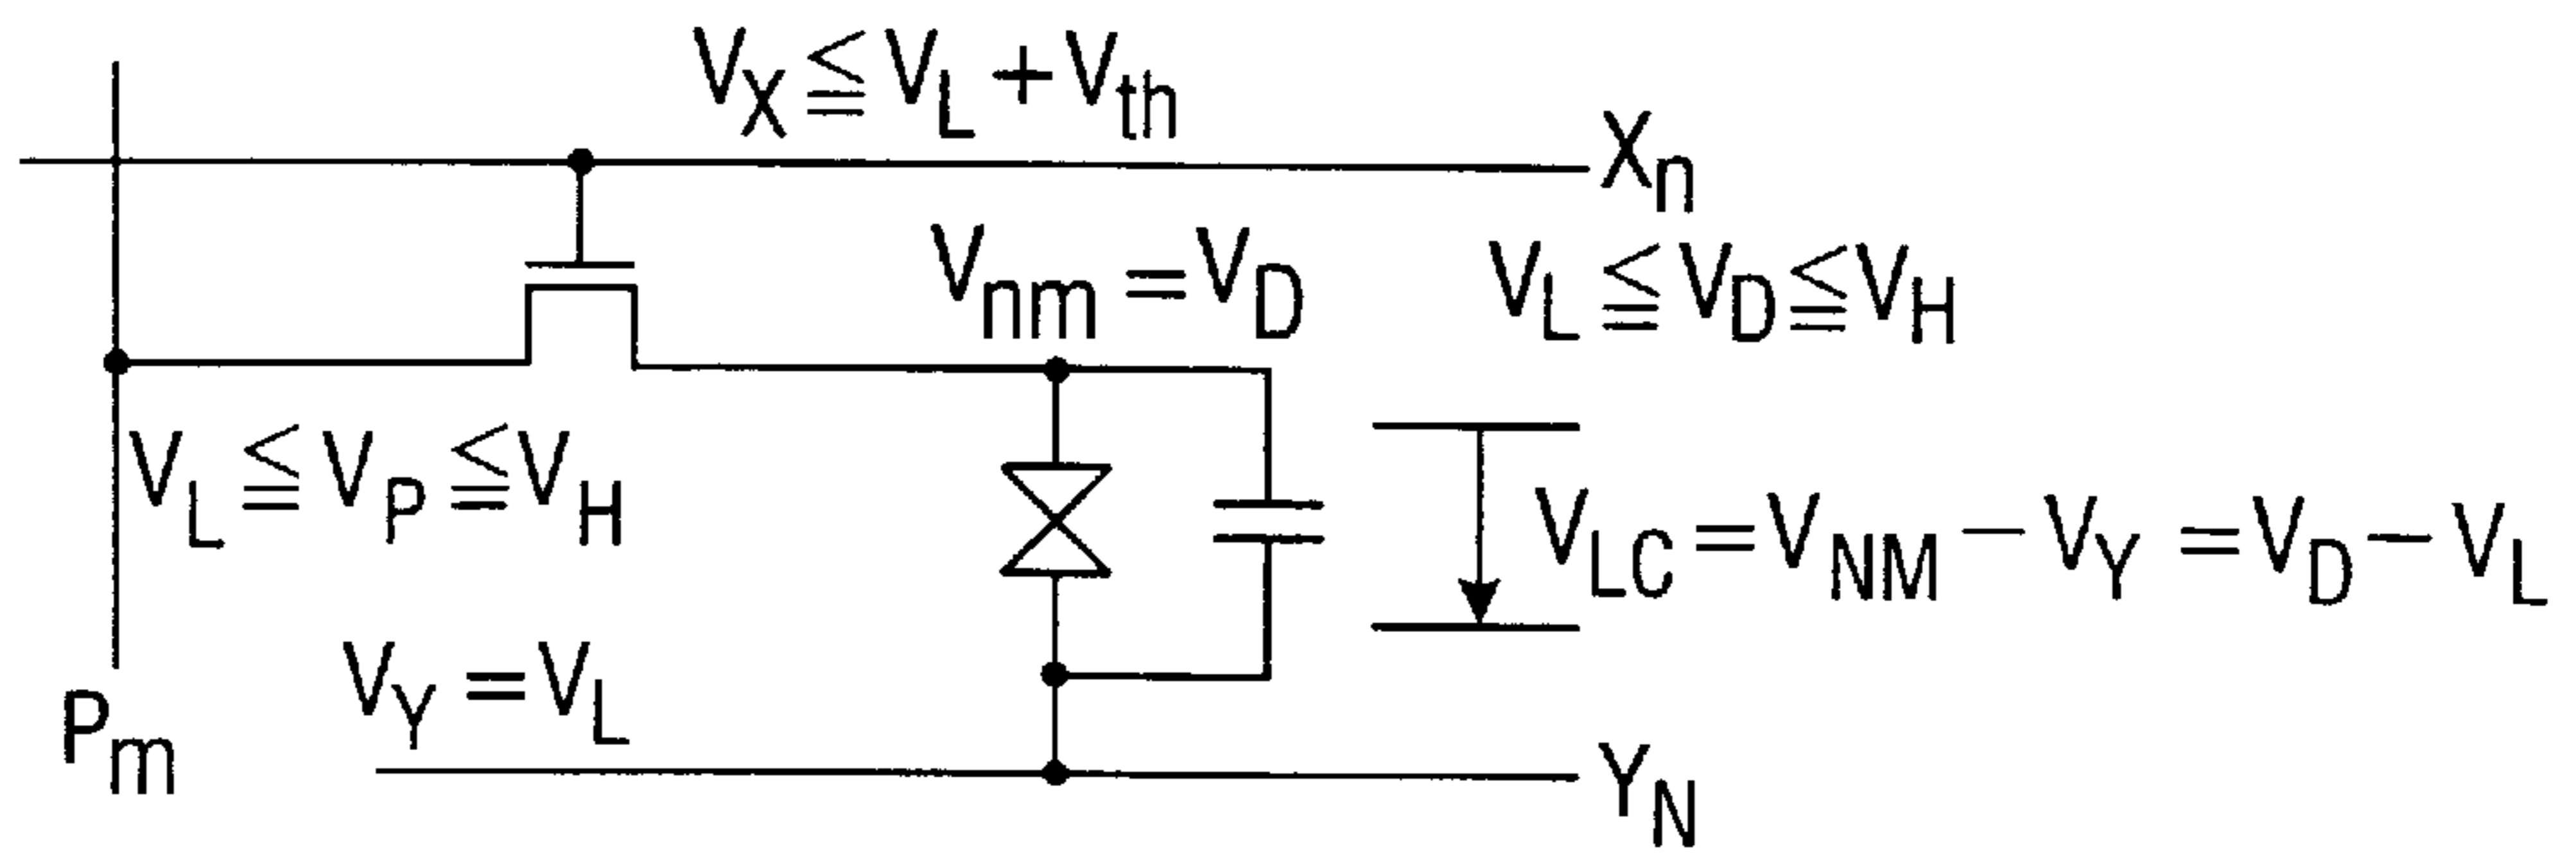 V_X ≦ V_L + V_th
X_n
V_nm = V_D
V_L ≦ V_D ≦ V_H
V_L ≦ V_P ≦ V_H
V_LC = V_NM − V_Y = V_D − V_L
V_Y = V_L
P_m
Y_N